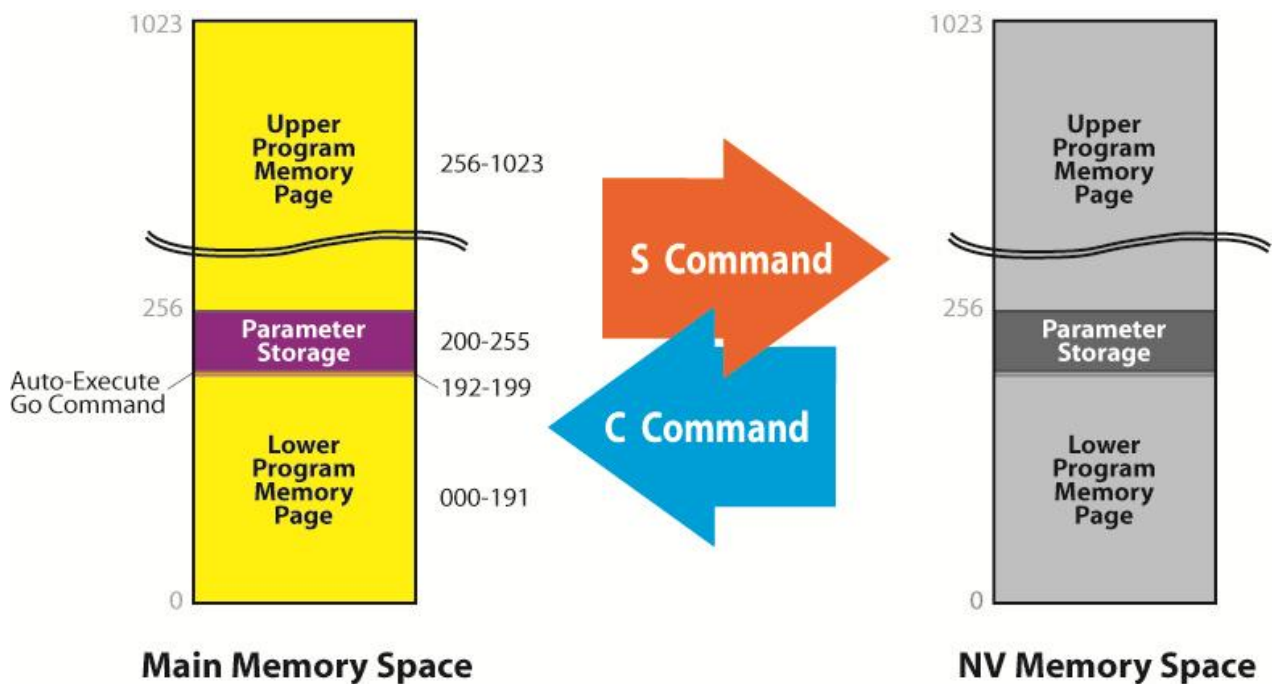 1023
Upper
Program
Memory
Page
256-1023
256
Parameter
Storage
200-255
Auto-Execute
Go Command
192-199
Lower
Program
Memory
Page
000-191
0
Main Memory Space
S Command
C Command
1023
Upper
Program
Memory
Page
256
Parameter
Storage
Lower
Program
Memory
Page
0
NV Memory Space